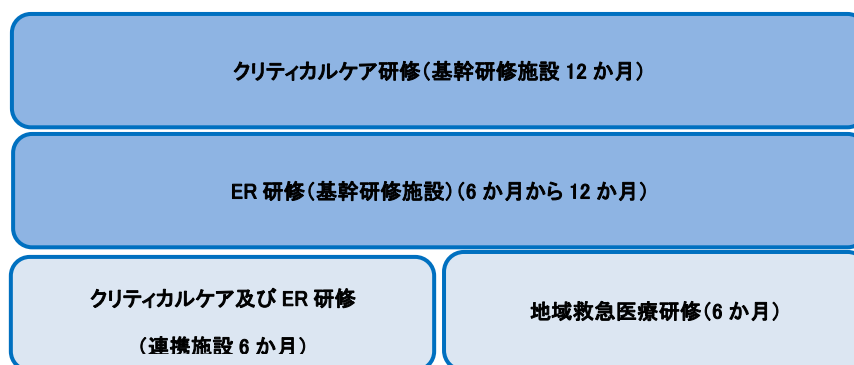 クリティカルケア研修（基幹研修施設 12 か月）
ER 研修（基幹研修施設）（6 か月から 12 か月）
クリティカルケア及び ER 研修
（連携施設 6 か月）
地域救急医療研修（6 か月）